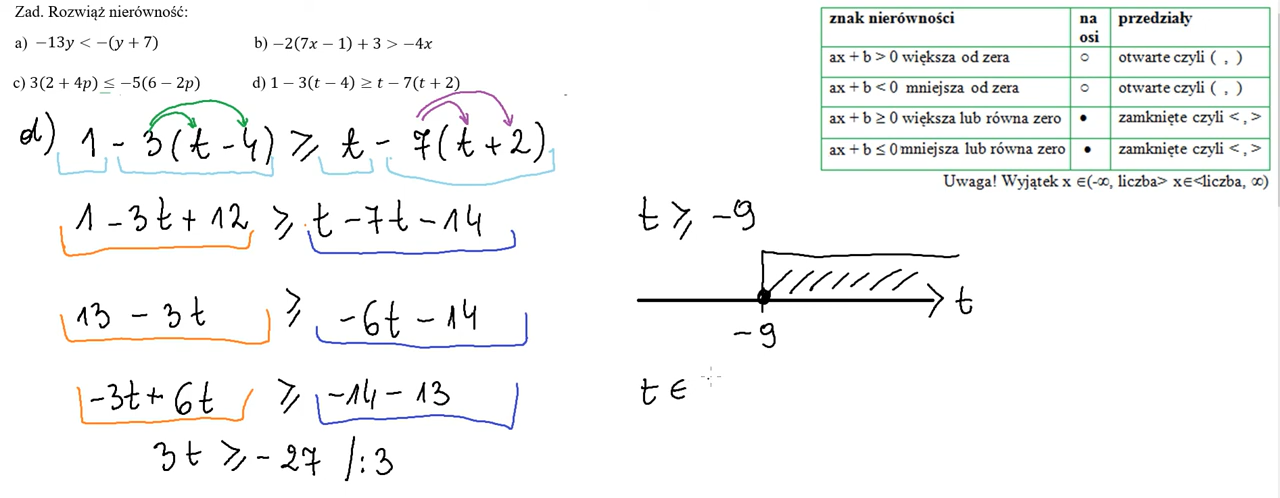 Zad. Rozwiąż nierówność:
a) −13y < −(y + 7)
b) −2(7x − 1) + 3 > −4x
c) 3(2 + 4p) ≤ −5(6 − 2p)
d) 1 − 3(t − 4) ≥ t − 7(t + 2)
d) 1 − 3(t − 4) ≥ t − 7(t + 2)
1 − 3t + 12 ≥ t − 7t − 14
13 − 3t ≥ −6t − 14
−3t + 6t ≥ −14 − 13
3t ≥ −27 /:3
znak nierówności na osi przedziały
ax + b > 0 większa od zera ○ otwarte czyli ( , )
ax + b < 0 mniejsza od zera ○ otwarte czyli ( , )
ax + b ≥ 0 większa lub równa zero • zamknięte czyli < , >
ax + b ≤ 0 mniejsza lub równa zero • zamknięte czyli < , >
Uwaga! Wyjątek x ∈(-∞, liczba> x∈<liczba, ∞)
t ≥ −9
t
−9
t ∈